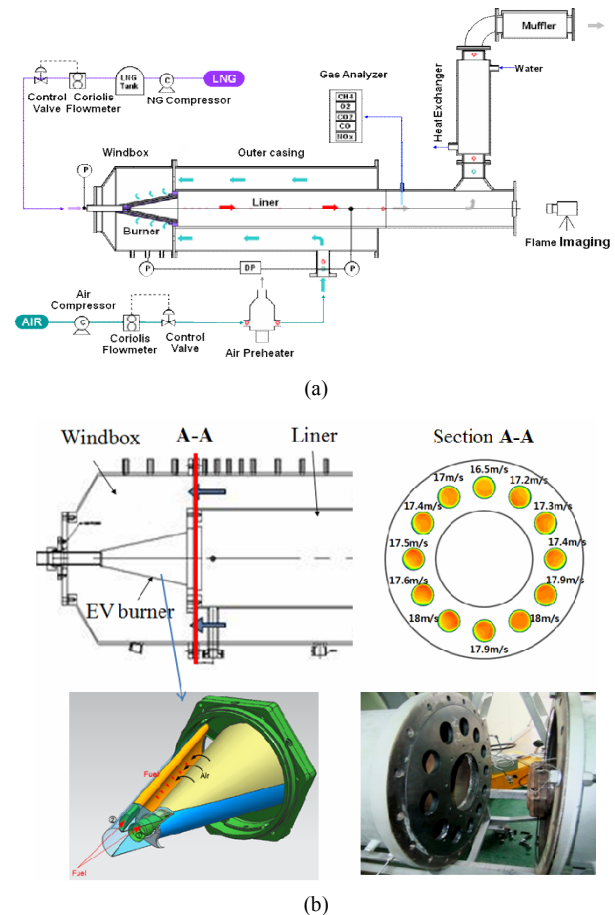 Muffler
LNG
Tank
LNG
Control
Valve
Coriolis
Flowmeter
C
NG Compressor
Gas Analyzer
CH4
O2
CO2
CO
NOx
Heat Exchanger
Water
Windbox
Outer casing
P
Liner
Burner
Flame Imaging
P
DP
P
Air
Compressor
AIR
C
Coriolis
Flowmeter
Control
Valve
Air Preheater
(a)
Windbox
A-A
Liner
Section A-A
EV burner
16.5m/s
17m/s
17.2m/s
17.4m/s
17.3m/s
17.5m/s
17.4m/s
17.6m/s
17.9m/s
18m/s
18m/s
17.9m/s
Fuel
Air
Fuel
(b)